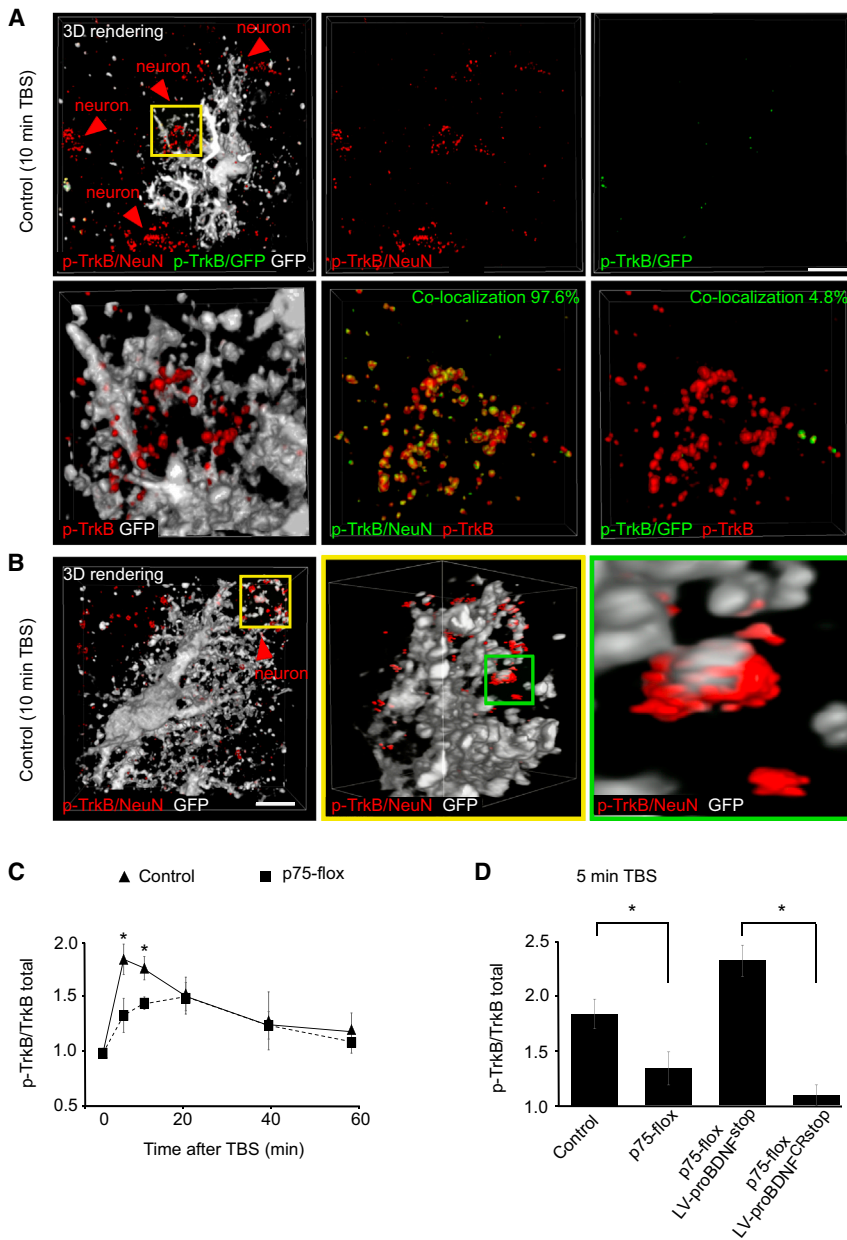 A
Control (10 min TBS)
3D rendering
neuron
neuron
neuron
neuron
p-TrkB/NeuN p-TrkB/GFP GFP
p-TrkB/NeuN
p-TrkB/GFP
p-TrkB GFP
Co-localization 97.6%
p-TrkB/NeuN p-TrkB
Co-localization 4.8%
p-TrkB/GFP p-TrkB
B
Control (10 min TBS)
3D rendering
neuron
p-TrkB/NeuN GFP
p-TrkB/NeuN GFP
p-TrkB/NeuN GFP
C
Control p75-flox
p-TrkB/TrkB total
2.0
1.5
1.0
0.5
* *
0 20 40 60
Time after TBS (min)
D
5 min TBS
p-TrkB/TrkB total
2.5
2.0
1.5
1.0
* *
Control
p75-flox
p75-flox
LV-proBDNFstop
p75-flox
LV-proBDNFCRstop